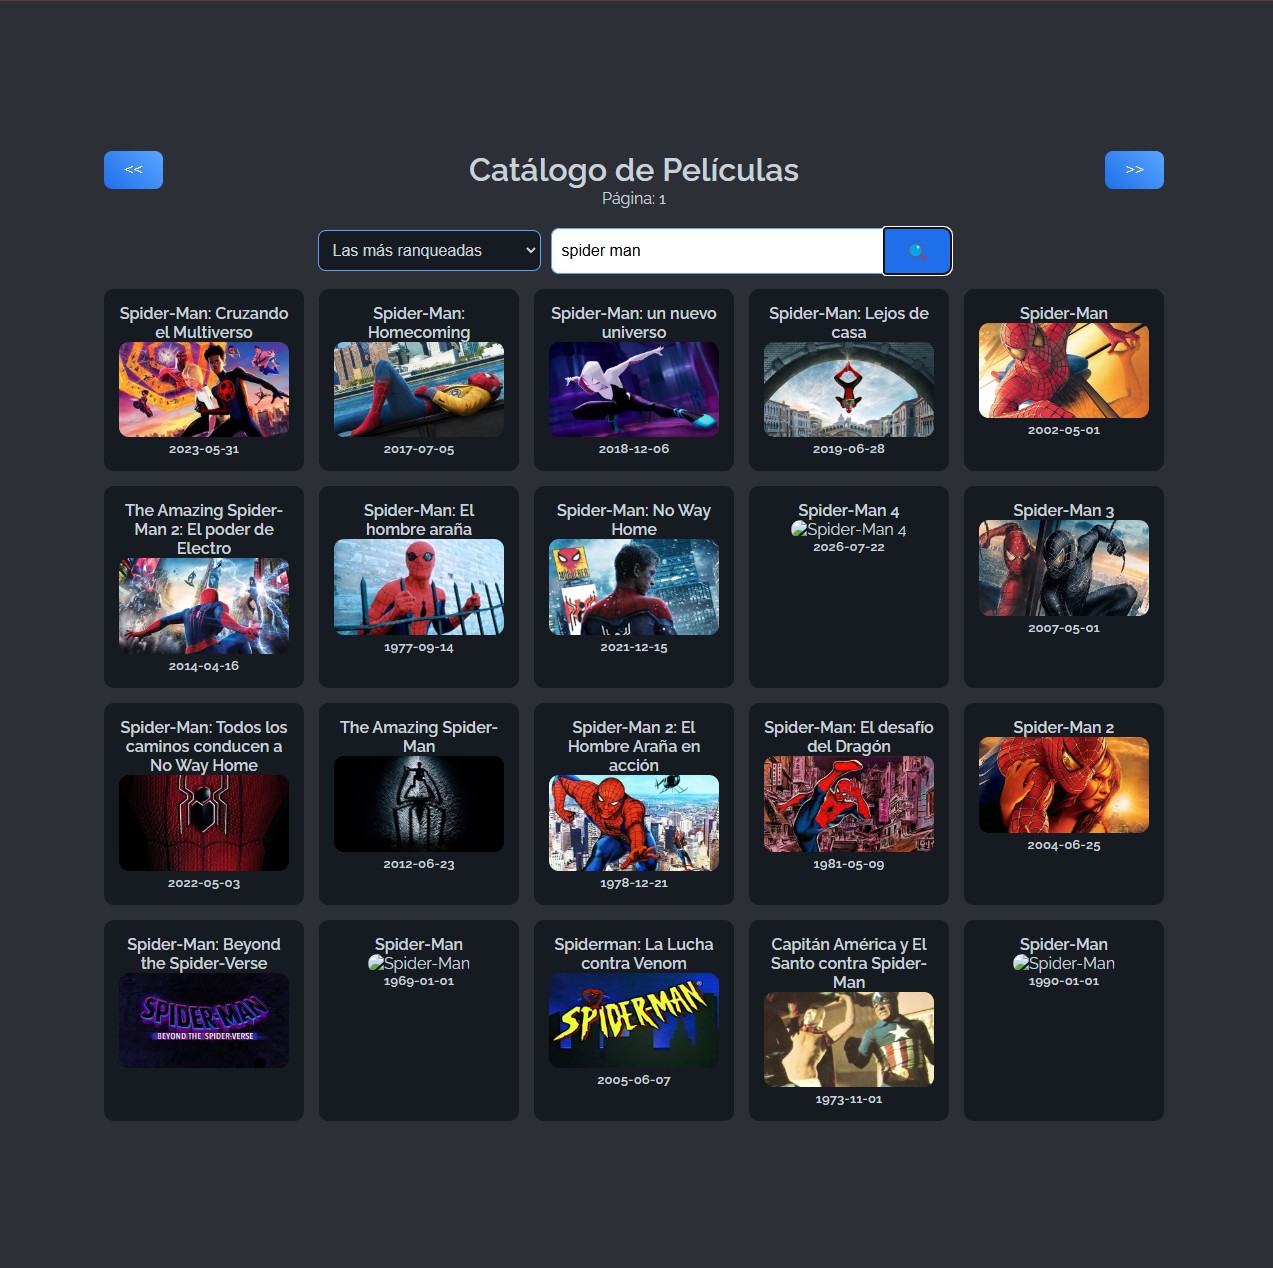 <<
Catálogo de Películas
>>
Página: 1
Las más ranqueadas
spider man
Spider-Man: Cruzando
el Multiverso
2023-05-31
Spider-Man:
Homecoming
2017-07-05
Spider-Man: un nuevo
universo
2018-12-06
Spider-Man: Lejos de
casa
2019-06-28
Spider-Man
2002-05-01
The Amazing Spider-
Man 2: El poder de
Electro
2014-04-16
Spider-Man: El
hombre araña
1977-09-14
Spider-Man: No Way
Home
2021-12-15
Spider-Man 4
Spider-Man 4
2026-07-22
Spider-Man 3
2007-05-01
Spider-Man: Todos los
caminos conducen a
No Way Home
2022-05-03
The Amazing Spider-
Man
2012-06-23
Spider-Man 2: El
Hombre Araña en
acción
1978-12-21
Spider-Man: El desafío
del Dragón
1981-05-09
Spider-Man 2
2004-06-25
Spider-Man: Beyond
the Spider-Verse
SPIDER-MAN
BEYOND THE SPIDER-VERSE
Spider-Man
Spider-Man
1969-01-01
Spiderman: La Lucha
contra Venom
SPIDER-MAN
2005-06-07
Capitán América y El
Santo contra Spider-
Man
1973-11-01
Spider-Man
Spider-Man
1990-01-01